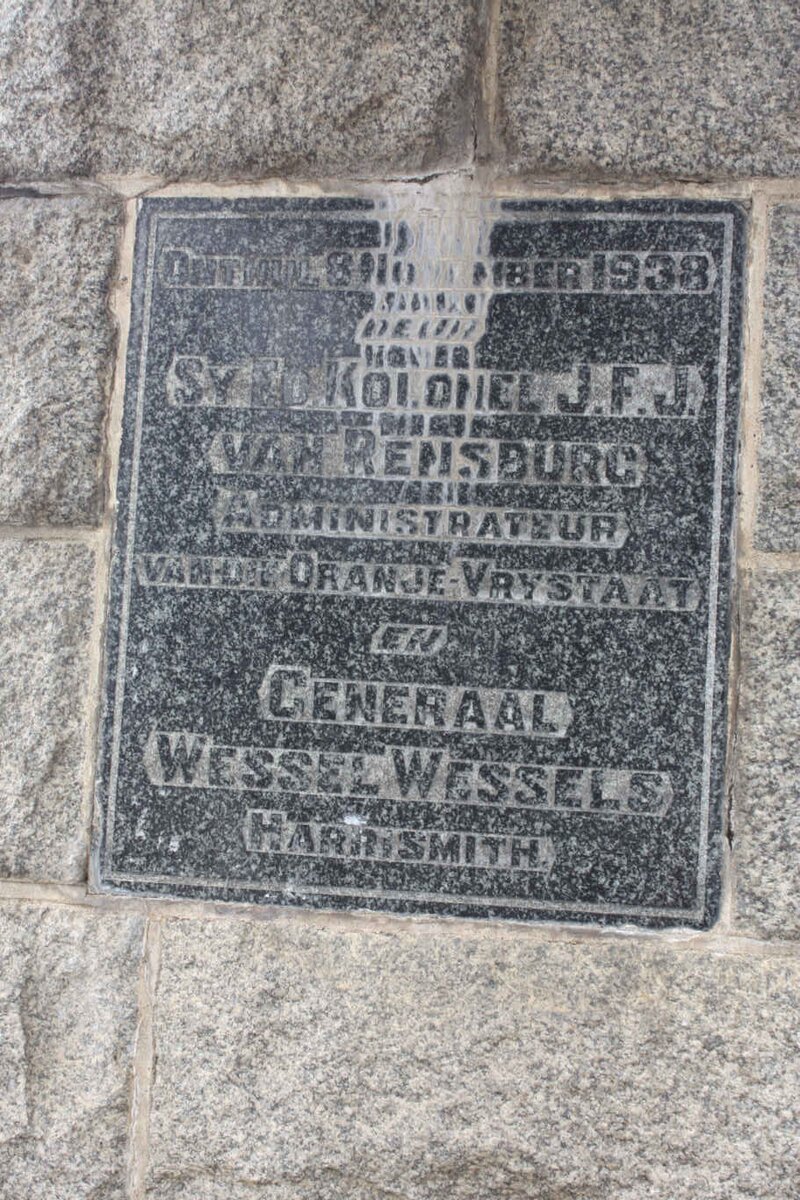 ONTHUL 8 NOVEMBER 1938
DEUR
SY ED. KOLONEL J.F.J.
VAN RENSBURG
ADMINISTRATEUR
VAN DIE ORANJE-VRYSTAAT
EN
GENERAAL
WESSEL WESSELS
HARRISMITH.